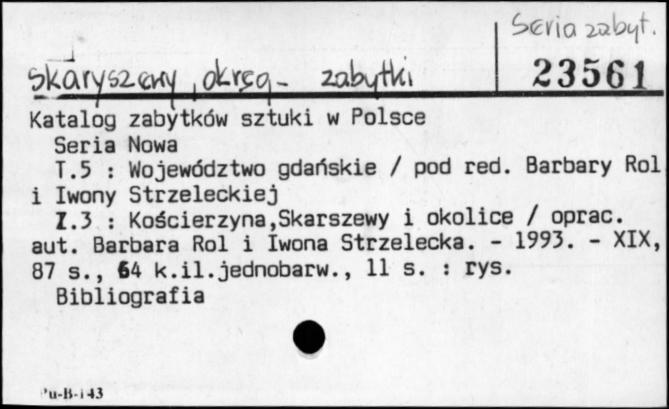 Seria zabyt.
Skaryszewy, okręg - zabytki 23561
Katalog zabytków sztuki w Polsce
Seria Nowa
T.5 : Województwo gdańskie / pod red. Barbary Rol
i Iwony Strzeleckiej
Z.3 : Kościerzyna,Skarszewy i okolice / oprac.
aut. Barbara Rol i Iwona Strzelecka. - 1993. - XIX,
87 s., 64 k.il.jednobarw., 11 s. : rys.
Bibliografia
Pu-B-143